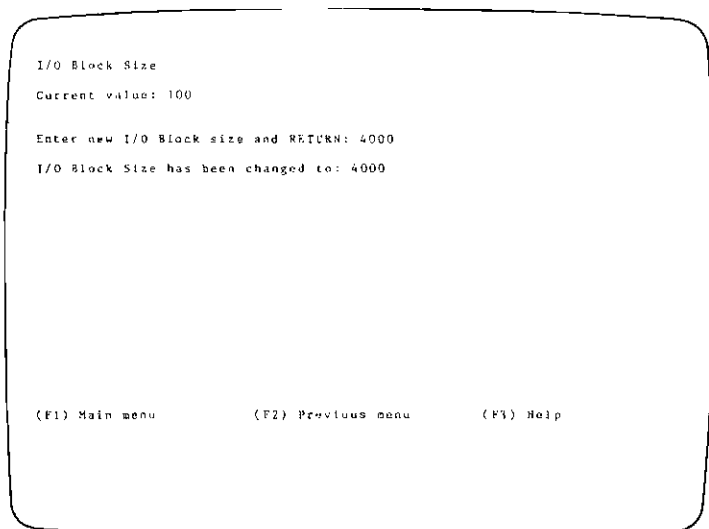 I/O Block Size
Current value: 100
Enter new I/O Block size and RETURN: 4000
I/O Block Size has been changed to: 4000
(F1) Main menu (F2) Previous menu (F3) Help